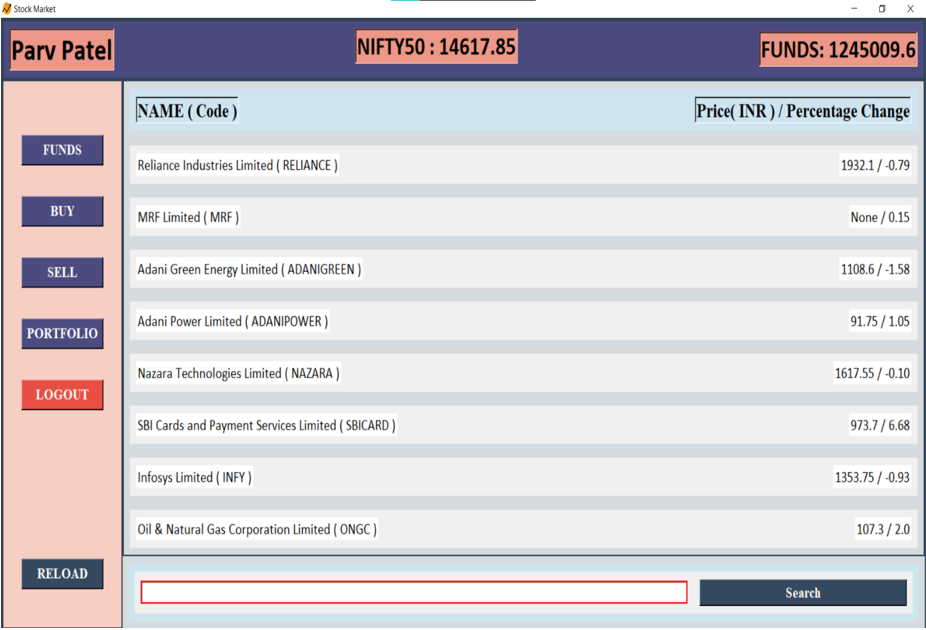 Stock Market
Parv Patel
NIFTY50 : 14617.85
FUNDS: 1245009.6
NAME ( Code )
Price( INR ) / Percentage Change
FUNDS
Reliance Industries Limited ( RELIANCE )
1932.1 / -0.79
BUY
MRF Limited ( MRF )
None / 0.15
SELL
Adani Green Energy Limited ( ADANIGREEN )
1108.6 / -1.58
PORTFOLIO
Adani Power Limited ( ADANIPOWER )
91.75 / 1.05
LOGOUT
Nazara Technologies Limited ( NAZARA )
1617.55 / -0.10
SBI Cards and Payment Services Limited ( SBICARD )
973.7 / 6.68
Infosys Limited ( INFY )
1353.75 / -0.93
Oil & Natural Gas Corporation Limited ( ONGC )
107.3 / 2.0
RELOAD
Search